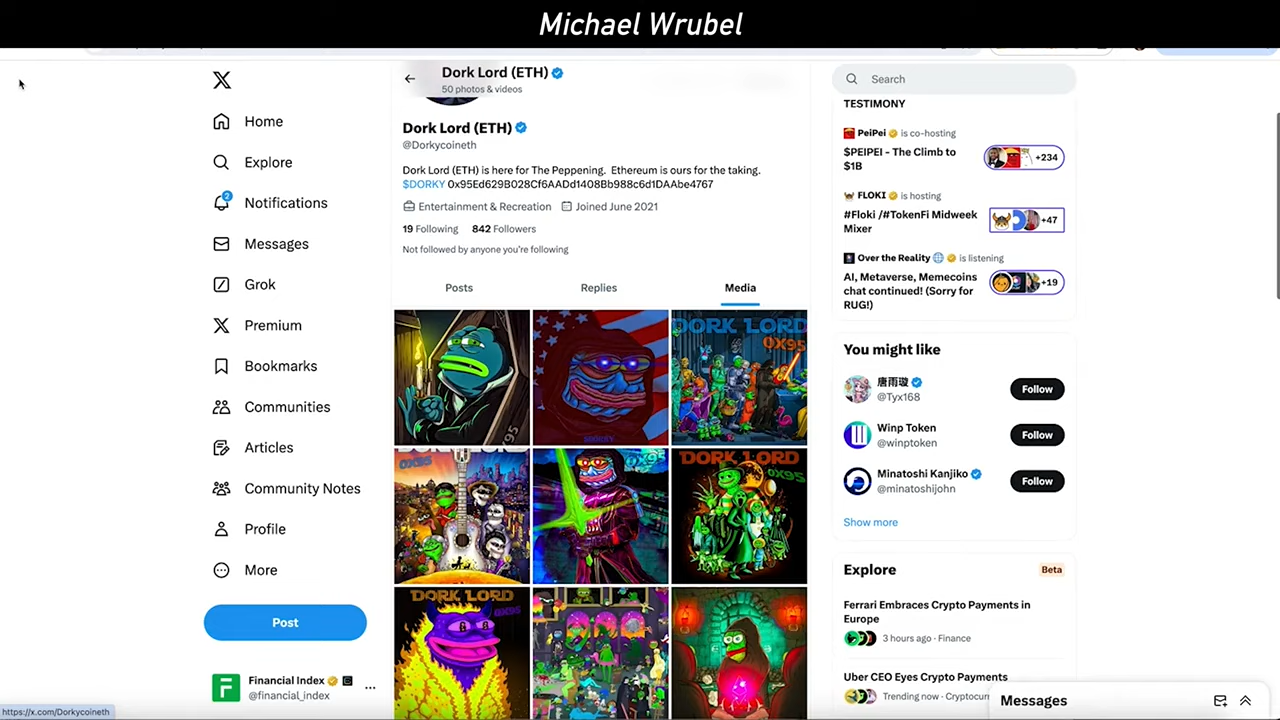 Michael Wrubel
Dork Lord (ETH)
50 photos & videos
Search
Home
Explore
Notifications
2
Messages
Grok
Premium
Bookmarks
Communities
Articles
Community Notes
Profile
More
Post
Financial Index
@financial_index
https://x.com/Dorkycoineth
Dork Lord (ETH)
@Dorkycoineth
Dork Lord (ETH) is here for The Peppening. Ethereum is ours for the taking.
$DORKY 0x95Ed629B028Cf6AADd1408Bb988c6d1DAAbe4767
Entertainment & Recreation Joined June 2021
19 Following 842 Followers
Not followed by anyone you're following
Posts Replies Media
DORK LORD
0X95
0X95
0X95
DORK LORD
0X95
DORK LORD
0X95
TESTIMONY
PeiPei is co-hosting
$PEIPEI - The Climb to
$1B
+234
FLOKI is hosting
#Floki /#TokenFi Midweek
Mixer
+47
Over the Reality is listening
AI, Metaverse, Memecoins
chat continued! (Sorry for
RUG!)
+19
You might like
唐雨璇
@Tyx168
Follow
Winp Token
@winptoken
Follow
Minatoshi Kanjiko
@minatoshijohn
Follow
Show more
Explore
Beta
Ferrari Embraces Crypto Payments in
Europe
3 hours ago · Finance
Uber CEO Eyes Crypto Payments
Trending now · Cryptocurr
Messages